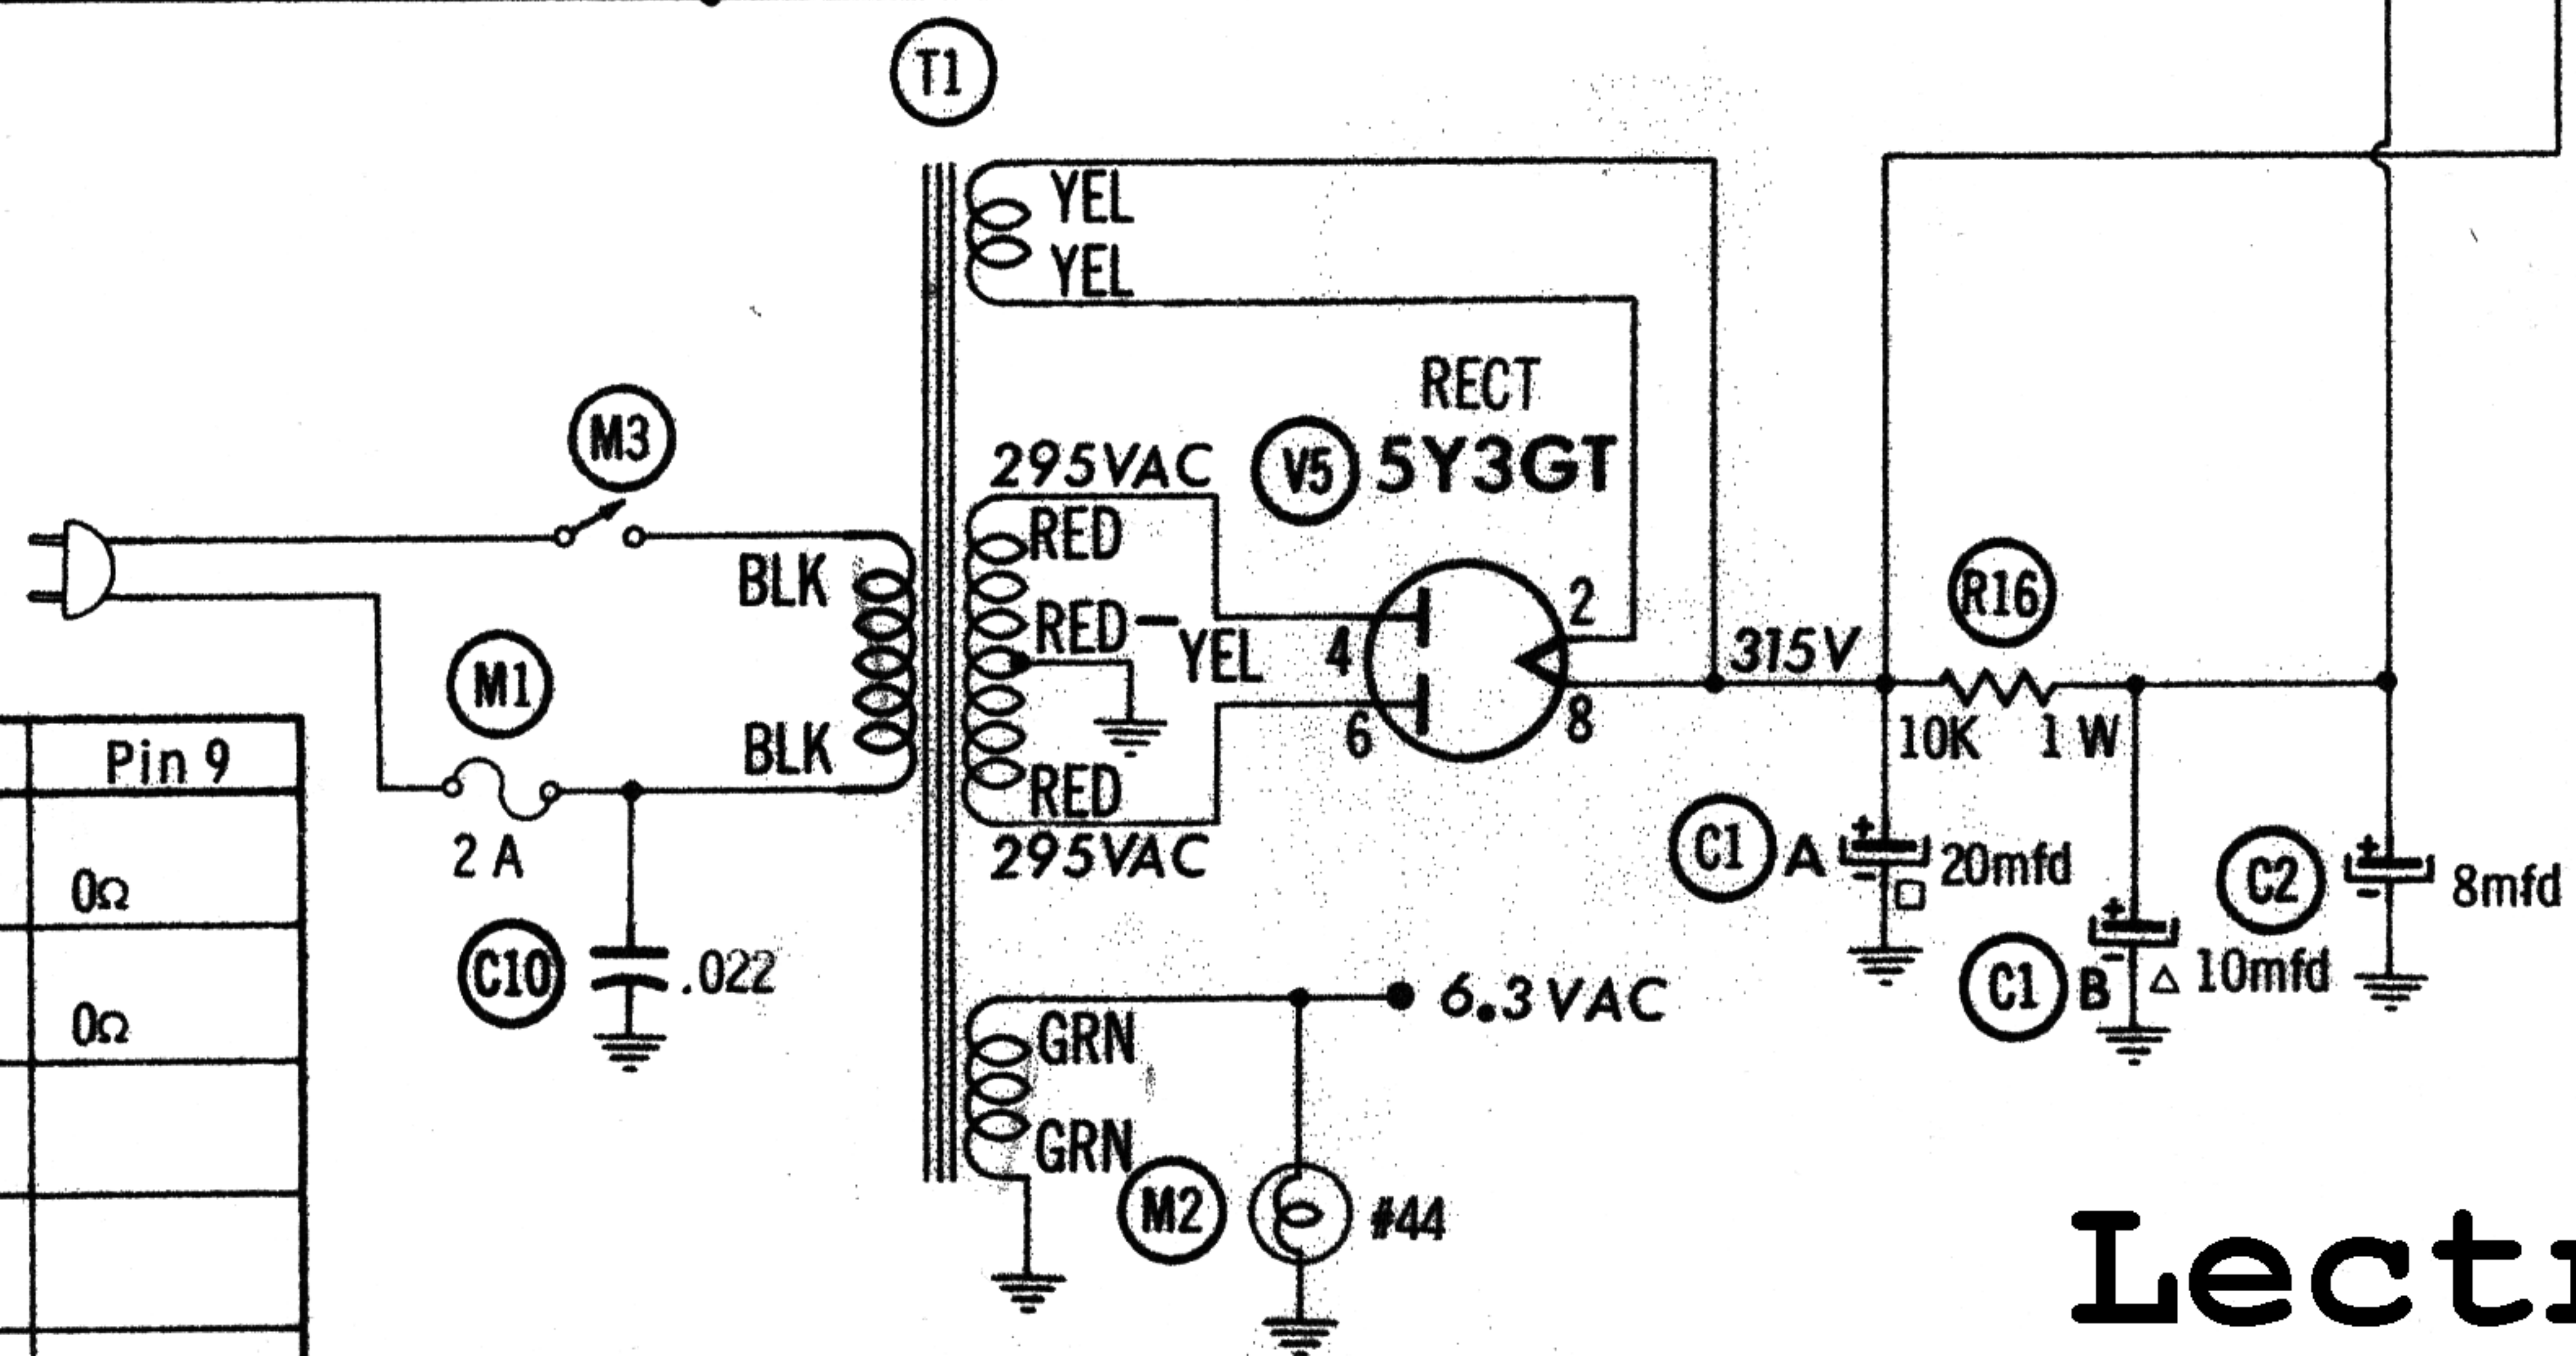 T1
YEL
YEL
RECT
M3
295VAC
V5 5Y3GT
RED
BLK
RED-YEL
2
R16
4
315V
M1
6
8
10K 1 W
BLK
Pin 9
RED
295VAC
C1 A
+
-
20mfd
2 A
C2
+
-
8mfd
0Ω
C10
.022
C1 B
+
-
10mfd
6.3VAC
0Ω
GRN
GRN
M2
#44
Lect